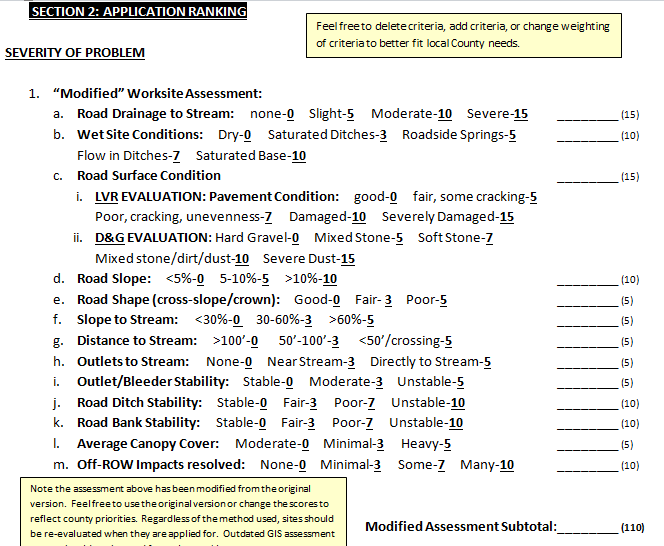 SECTION 2: APPLICATION RANKING
Feel free to delete criteria, add criteria, or change weighting
of criteria to better fit local County needs.
SEVERITY OF PROBLEM
1. “Modified” Worksite Assessment:
a. Road Drainage to Stream: none-0 Slight-5 Moderate-10 Severe-15 ________ (15)
b. Wet Site Conditions: Dry-0 Saturated Ditches-3 Roadside Springs-5 ________ (10)
Flow in Ditches-7 Saturated Base-10
c. Road Surface Condition ________ (15)
i. LVR EVALUATION: Pavement Condition: good-0 fair, some cracking-5
Poor, cracking, unevenness-7 Damaged-10 Severely Damaged-15
ii. D&G EVALUATION: Hard Gravel-0 Mixed Stone-5 Soft Stone-7
Mixed stone/dirt/dust-10 Severe Dust-15
d. Road Slope: <5%-0 5-10%-5 >10%-10 ________ (10)
e. Road Shape (cross-slope/crown): Good-0 Fair- 3 Poor-5 ________ (5)
f. Slope to Stream: <30%-0 30-60%-3 >60%-5 ________ (5)
g. Distance to Stream: >100’-0 50’-100’-3 <50’/crossing-5 ________ (5)
h. Outlets to Stream: None-0 Near Stream-3 Directly to Stream-5 ________ (5)
i. Outlet/Bleeder Stability: Stable-0 Moderate-3 Unstable-5 ________ (5)
j. Road Ditch Stability: Stable-0 Fair-3 Poor-7 Unstable-10 ________ (10)
k. Road Bank Stability: Stable-0 Fair-3 Poor-7 Unstable-10 ________ (10)
l. Average Canopy Cover: Moderate-0 Minimal-3 Heavy-5 ________ (5)
m. Off-ROW Impacts resolved: None-0 Minimal-3 Some-7 Many-10 ________ (10)
Note the assessment above has been modified from the original
version. Feel free to use the original version or change the scores to
reflect county priorities. Regardless of the method used, sites should
be re-evaluated when they are applied for. Outdated GIS assessment
Modified Assessment Subtotal:________ (110)